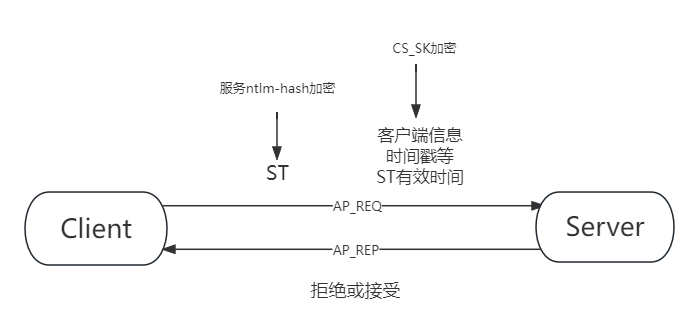 CS_SK加密
服务ntlm-hash加密
客户端信息
时间戳等
ST有效时间
ST
AP_REQ
Client
Server
AP_REP
拒绝或接受